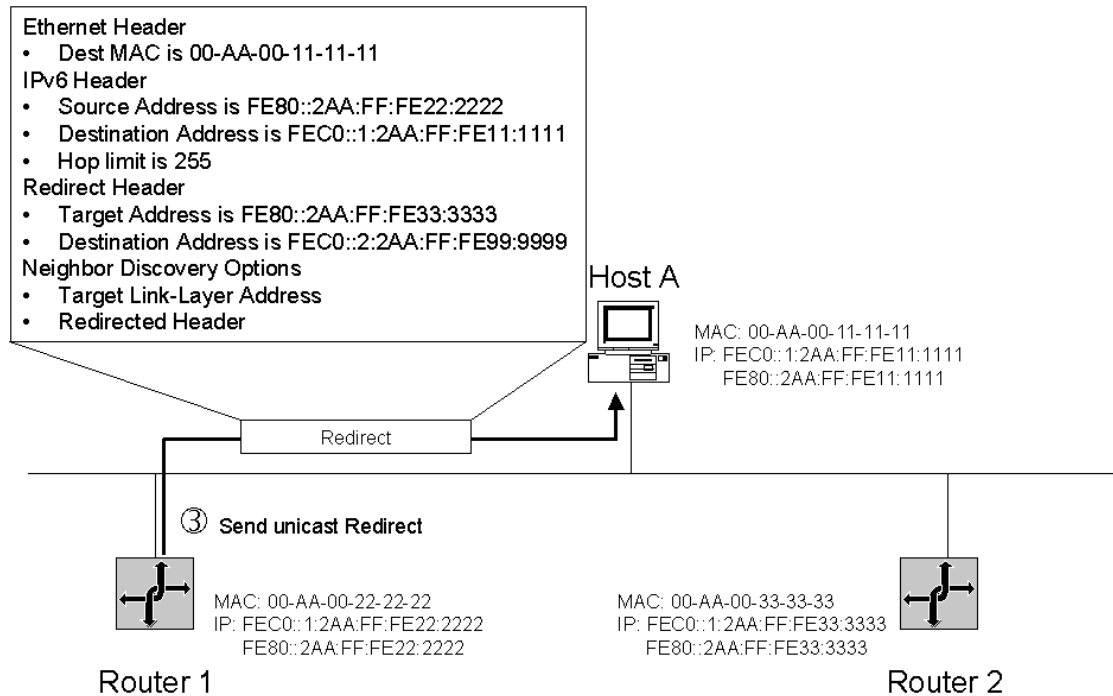 Ethernet Header
• Dest MAC is 00-AA-00-11-11-11
IPv6 Header
• Source Address is FE80::2AA:FF:FE22:2222
• Destination Address is FEC0::1:2AA:FF:FE11:1111
• Hop limit is 255
Redirect Header
• Target Address is FE80::2AA:FF:FE33:3333
• Destination Address is FEC0::2:2AA:FF:FE99:9999
Neighbor Discovery Options
• Target Link-Layer Address
• Redirected Header
Host A
MAC: 00-AA-00-11-11-11
IP: FEC0::1:2AA:FF:FE11:1111
FE80::2AA:FF:FE11:1111
Redirect
③ Send unicast Redirect
MAC: 00-AA-00-22-22-22
IP: FEC0::1:2AA:FF:FE22:2222
FE80::2AA:FF:FE22:2222
Router 1
MAC: 00-AA-00-33-33-33
IP: FEC0::1:2AA:FF:FE33:3333
FE80::2AA:FF:FE33:3333
Router 2